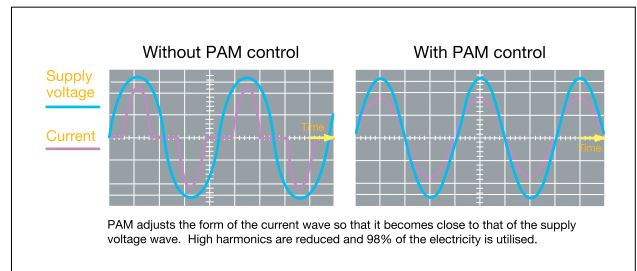 Without PAM control
With PAM control
Supply
voltage
Current
Time
Time
PAM adjusts the form of the current wave so that it becomes close to that of the supply
voltage wave. High harmonics are reduced and 98% of the electricity is utilised.